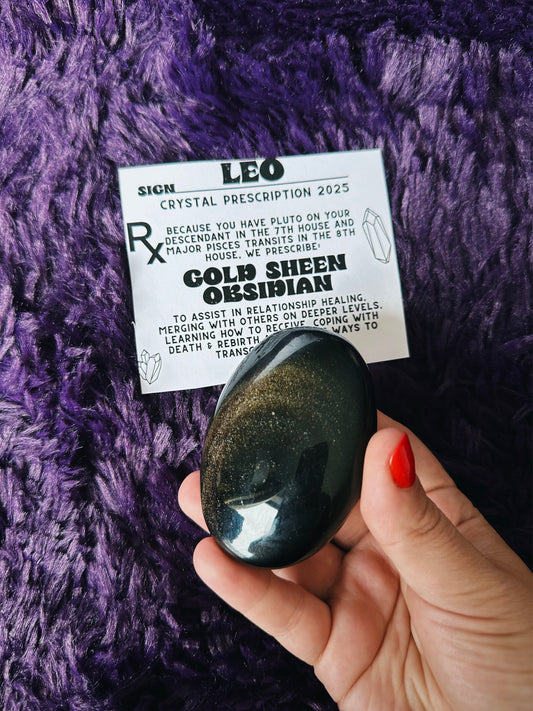 LEO
SIGN
CRYSTAL PRESCRIPTION 2025
Rx
BECAUSE YOU HAVE PLUTO ON YOUR
DESCENDANT IN THE 7TH HOUSE AND
MAJOR PISCES TRANSITS IN THE 8TH
HOUSE, WE PRESCRIBE:
GOLD SHEEN
OBSIDIAN
TO ASSIST IN RELATIONSHIP HEALING,
MERGING WITH OTHERS ON DEEPER LEVELS,
LEARNING HOW TO RECEIVE, COPING WITH
DEATH & REBIRTH, WAYS TO